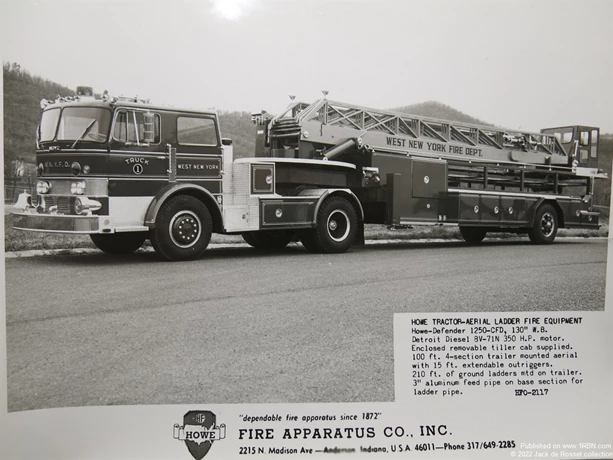 W.N.Y.F.D.
TRUCK
1
WEST NEW YORK
WEST NEW YORK FIRE DEPT.
HOWE TRACTOR-AERIAL LADDER FIRE EQUIPMENT
Howe-Defender 1250-CFD, 130" W.B.
Detroit Diesel 8V-71N 350 H.P. motor.
Enclosed removable tiller cab supplied.
100 ft. 4-section trailer mounted aerial
with 15 ft. extendable outriggers.
210 ft. of ground ladders mtd on trailer.
3" aluminum feed pipe on base section for
ladder pipe. HPO-2117
"dependable fire apparatus since 1872"
HOWE
FIRE APPARATUS CO., INC.
2215 N. Madison Ave — Anderson Indiana, U.S.A. 46011—Phone 317/649-2285
Published on www.1RBN.com
© 2022 Jack de Rosset collection